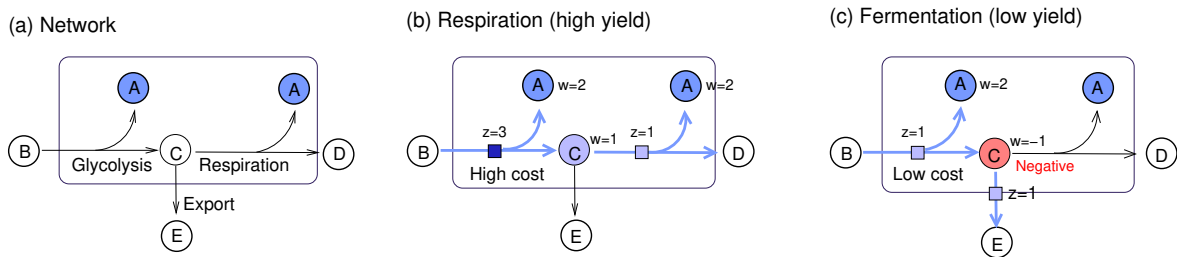 (a) Network
A
A
B
C
D
Glycolysis
Respiration
Export
E
(b) Respiration (high yield)
A w=2
A w=2
z=3
w=1
z=1
B
C
D
High cost
E
(c) Fermentation (low yield)
A w=2
A
z=1
w=−1
B
C
D
Low cost
Negative
z=1
E